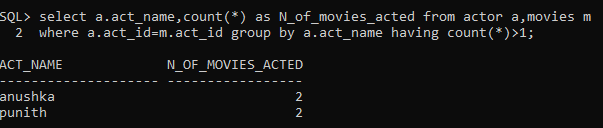 SQL> select a.act_name,count(*) as N_of_movies_acted from actor a,movies m
2 where a.act_id=m.act_id group by a.act_name having count(*)>1;
ACT_NAME N_OF_MOVIES_ACTED
-------------------- -----------------
anushka 2
punith 2